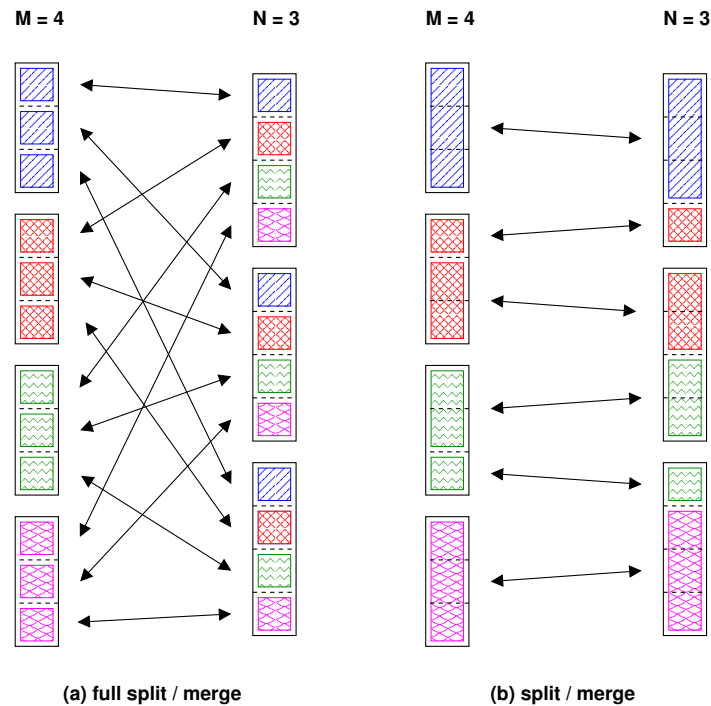 M = 4 N = 3 M = 4 N = 3
(a) full split / merge (b) split / merge